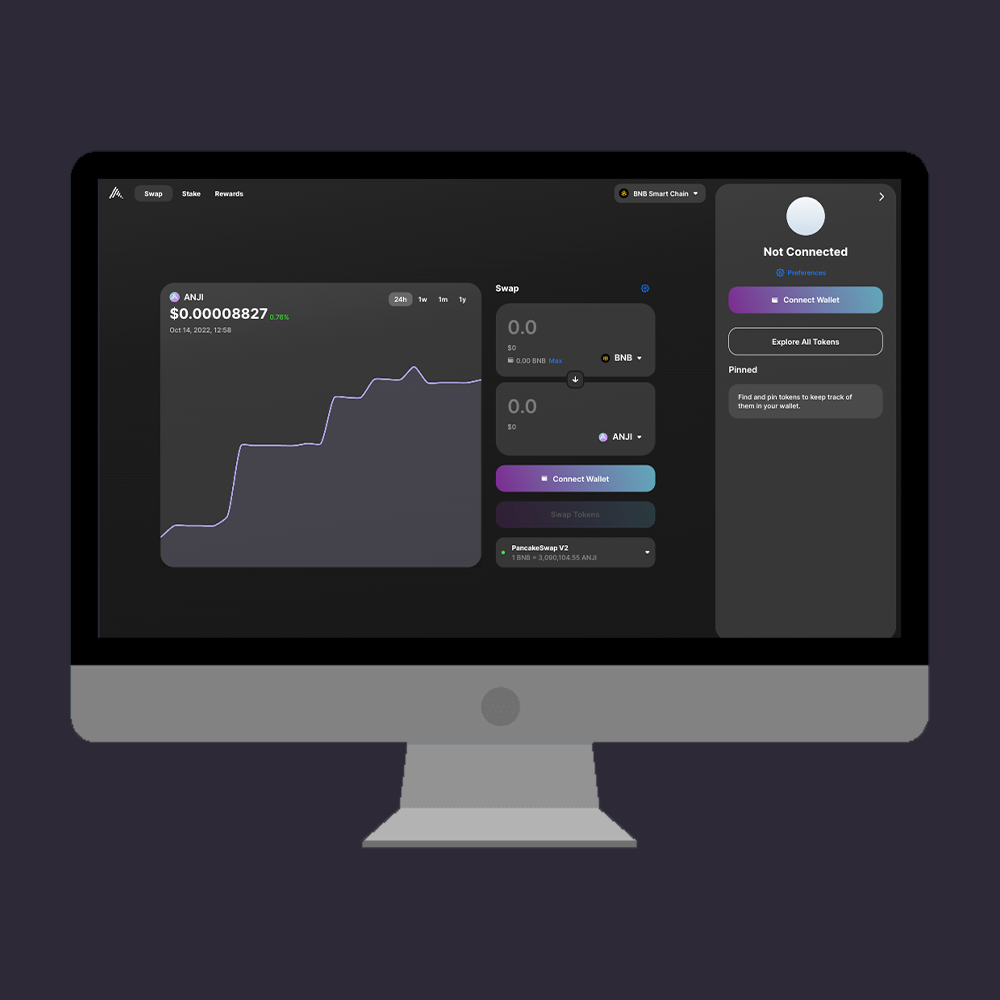 Swap Stake Rewards
BNB Smart Chain
ANJI
24h 1w 1m 1y
$0.00008827 0.78%
Oct 14, 2022, 12:58
Swap
0.0
$0
0.00 BNB Max
BNB
0.0
$0
ANJI
Connect Wallet
Swap Tokens
PancakeSwap V2
1 BNB = 3,090,104.55 ANJI
Not Connected
Preferences
Connect Wallet
Explore All Tokens
Pinned
Find and pin tokens to keep track of
them in your wallet.